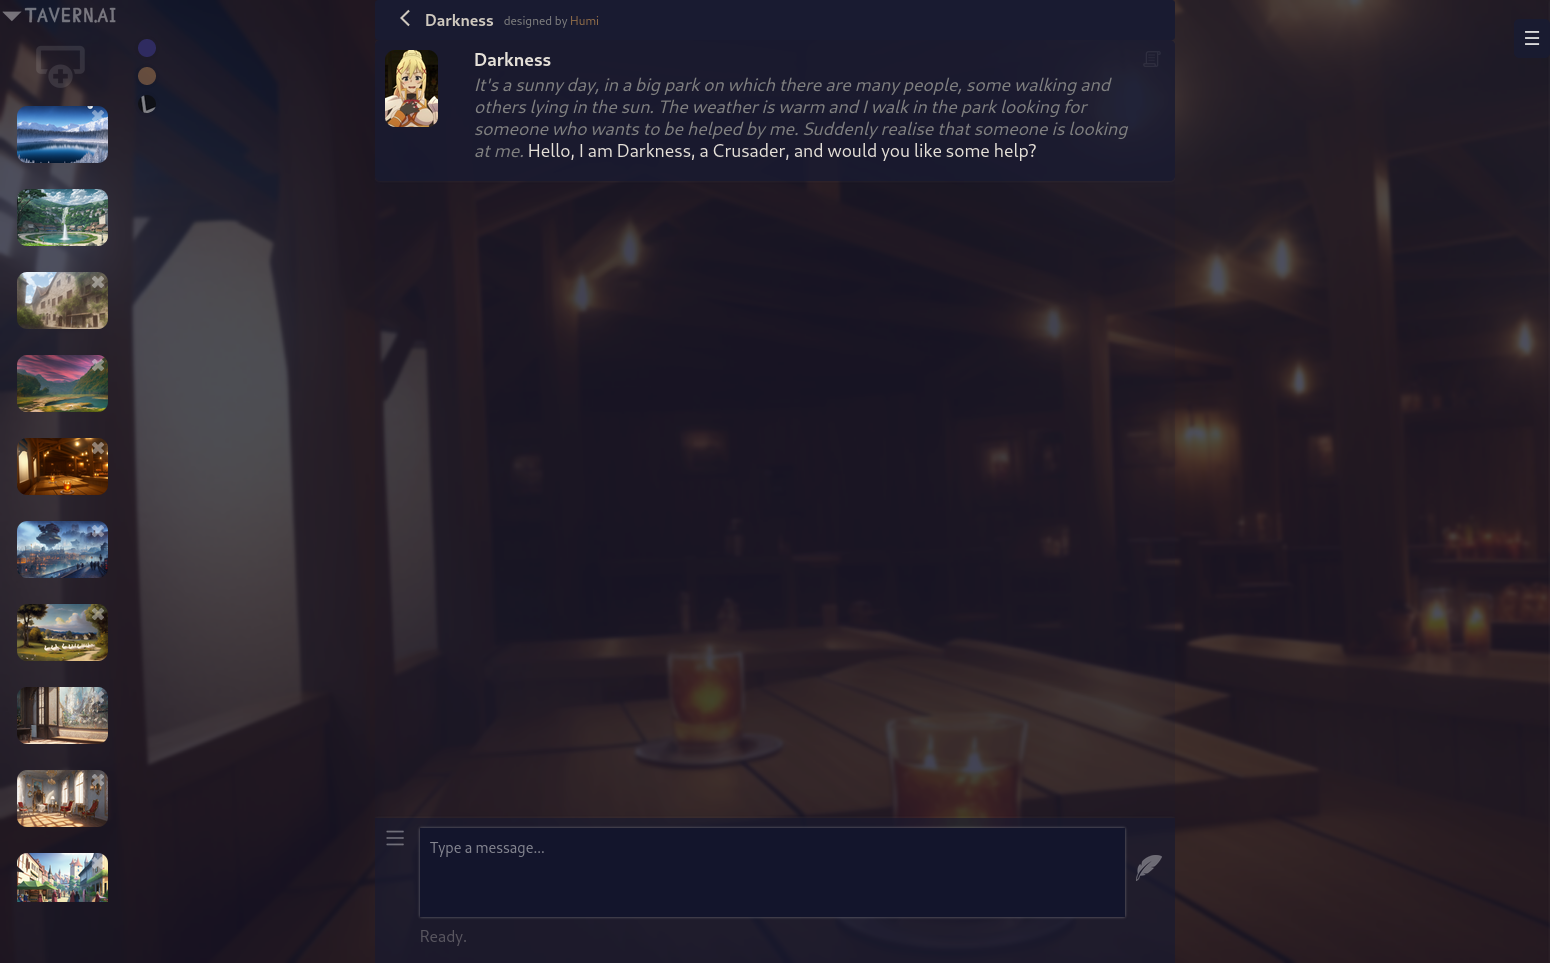 TAVERN.AI
Darkness designed by Humi
Darkness
It's a sunny day, in a big park on which there are many people, some walking and
others lying in the sun. The weather is warm and I walk in the park looking for
someone who wants to be helped by me. Suddenly realise that someone is looking
at me. Hello, I am Darkness, a Crusader, and would you like some help?
Type a message...
Ready.